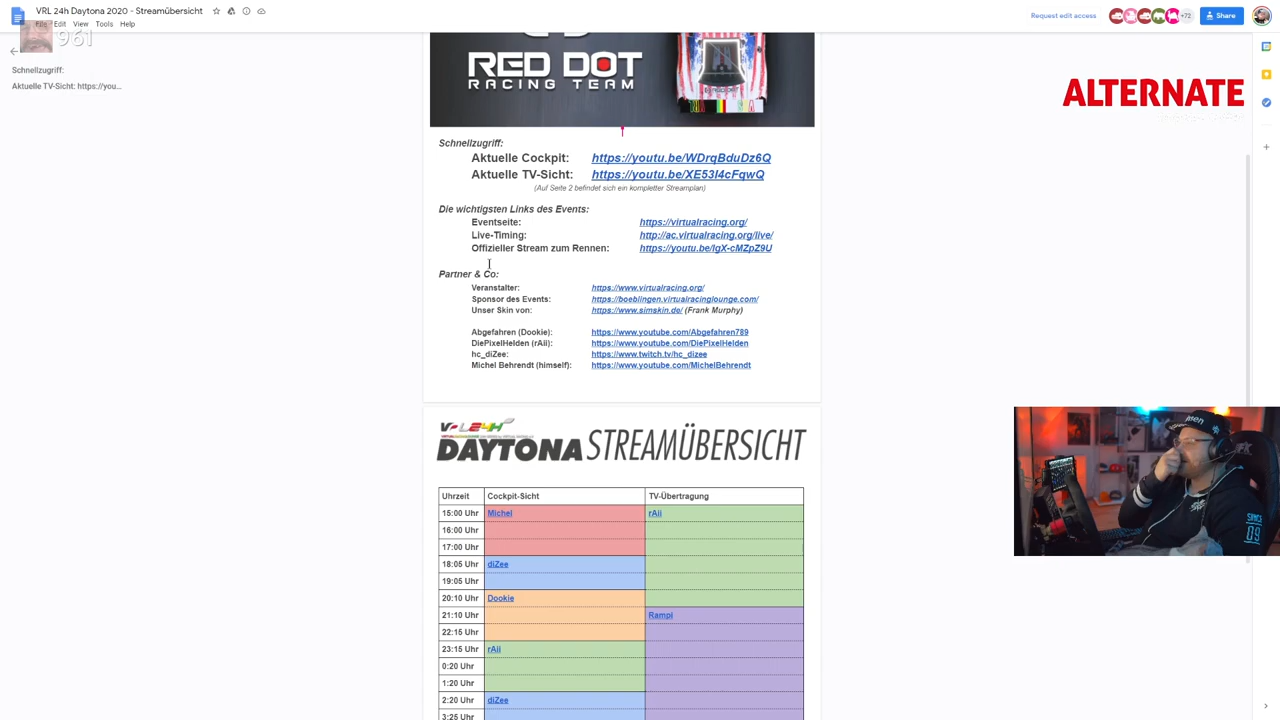 VRL 24h Daytona 2020 - Streamübersicht
File Edit View Tools Help
Request edit access
+72
Share
961
Schnellzugriff:
Aktuelle TV-Sicht: https://you...
RED DOT
RACING TEAM
ALTERNATE
Schnellzugriff:
Aktuelle Cockpit: https://youtu.be/WDrqBduDz6Q
Aktuelle TV-Sicht: https://youtu.be/XE53I4cFqwQ
(Auf Seite 2 befindet sich ein kompletter Streamplan)
Die wichtigsten Links des Events:
Eventseite: https://virtualracing.org/
Live-Timing: http://ac.virtualracing.org/live/
Offizieller Stream zum Rennen: https://youtu.be/IgX-cMZpZ9U
Partner & Co:
Veranstalter: https://www.virtualracing.org/
Sponsor des Events: https://boeblingen.virtualracinglounge.com/
Unser Skin von: https://www.simskin.de/ (Frank Murphy)
Abgefahren (Dookie): https://www.youtube.com/Abgefahren789
DiePixelHelden (rAii): https://www.youtube.com/DiePixelHelden
hc_diZee: https://www.twitch.tv/hc_dizee
Michel Behrendt (himself): https://www.youtube.com/MichelBehrendt
DAYTONA STREAMÜBERSICHT
Uhrzeit Cockpit-Sicht TV-Übertragung
15:00 Uhr Michel rAii
16:00 Uhr
17:00 Uhr
18:05 Uhr diZee
19:05 Uhr
20:10 Uhr Dookie
21:10 Uhr Rampi
22:15 Uhr
23:15 Uhr rAii
0:20 Uhr
1:20 Uhr
2:20 Uhr diZee
3:25 Uhr
SINCE
09